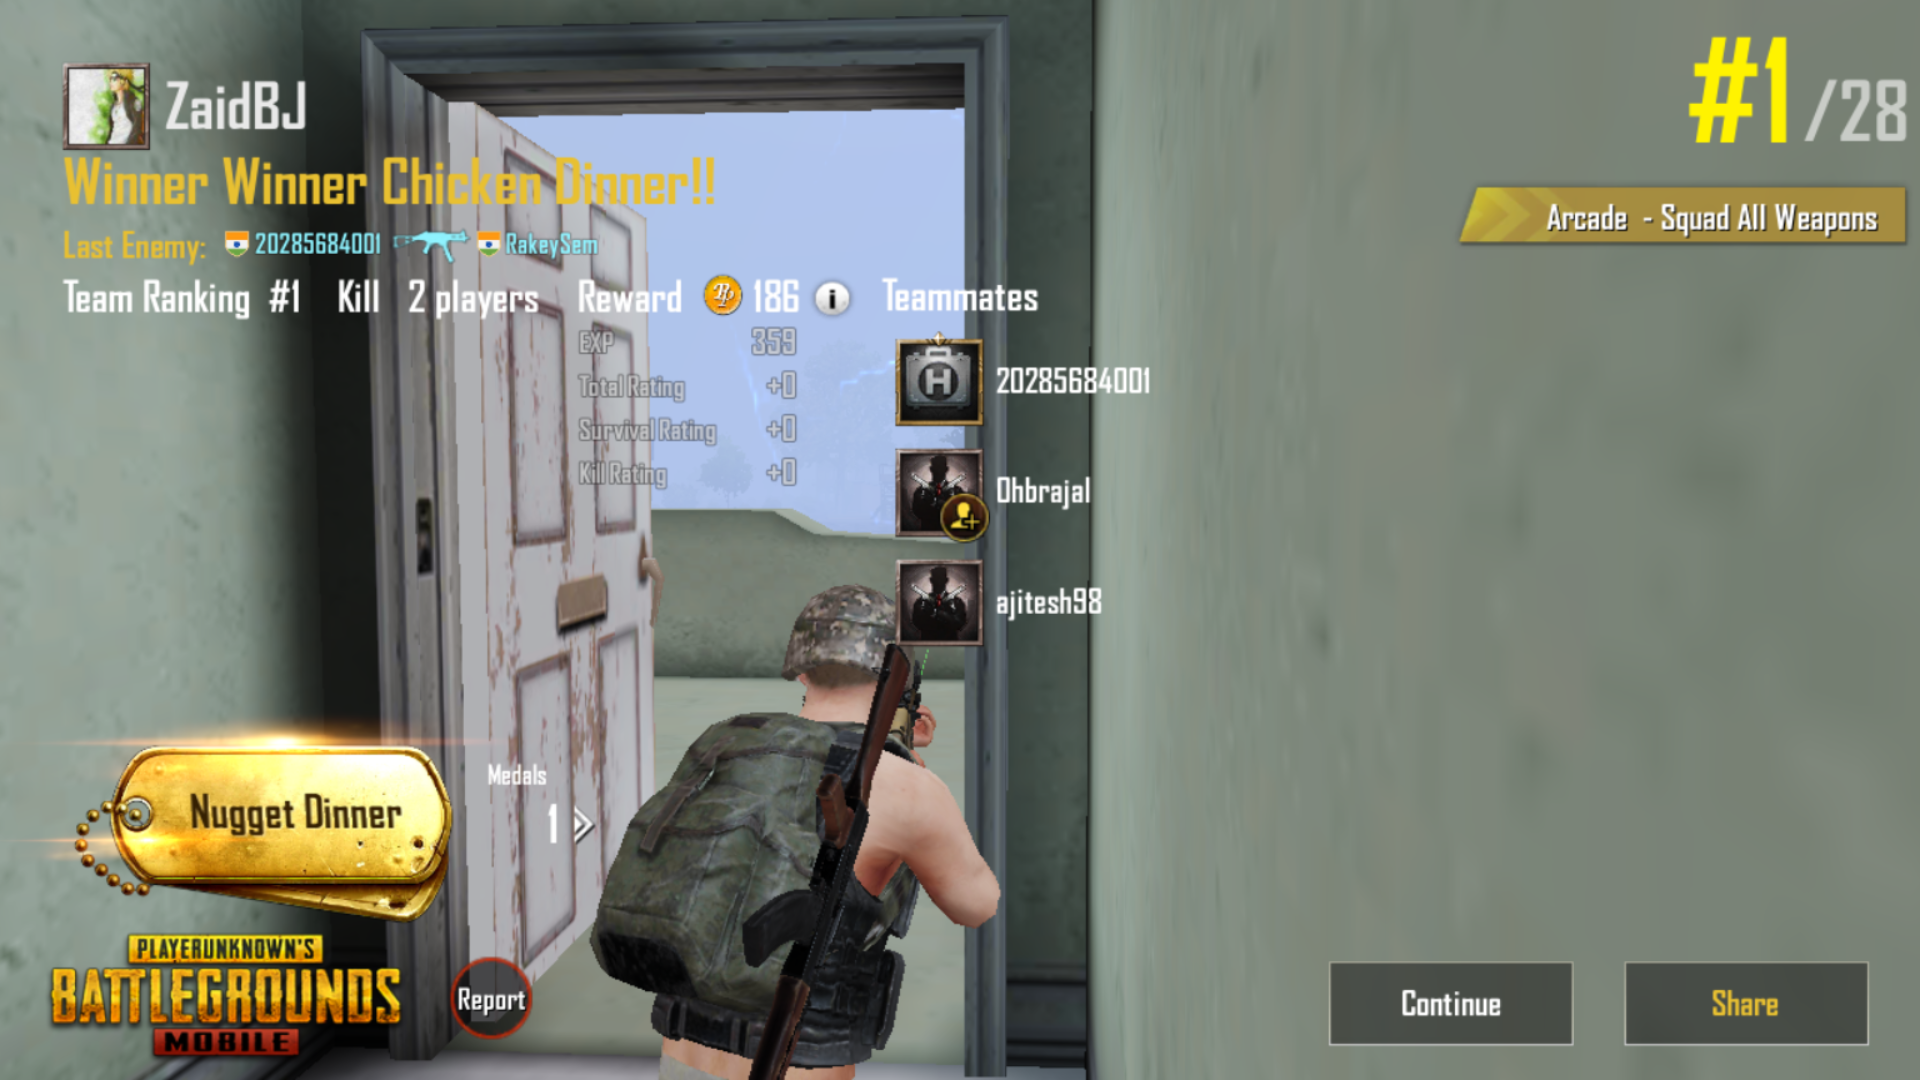 ZaidBJ
#1/28
Winner Winner Chicken Dinner!!
Arcade - Squad All Weapons
Last Enemy: 20285684001 RakeySem
Team Ranking #1 Kill 2 players Reward 186 i Teammates
EXP 359
Total Rating +0
Survival Rating +0
Kill Rating +0
H
20285684001
Ohbrajal
ajitesh98
Medals
1
Nugget Dinner
PLAYERUNKNOWN'S
BATTLEGROUNDS
MOBILE
Report
Continue
Share